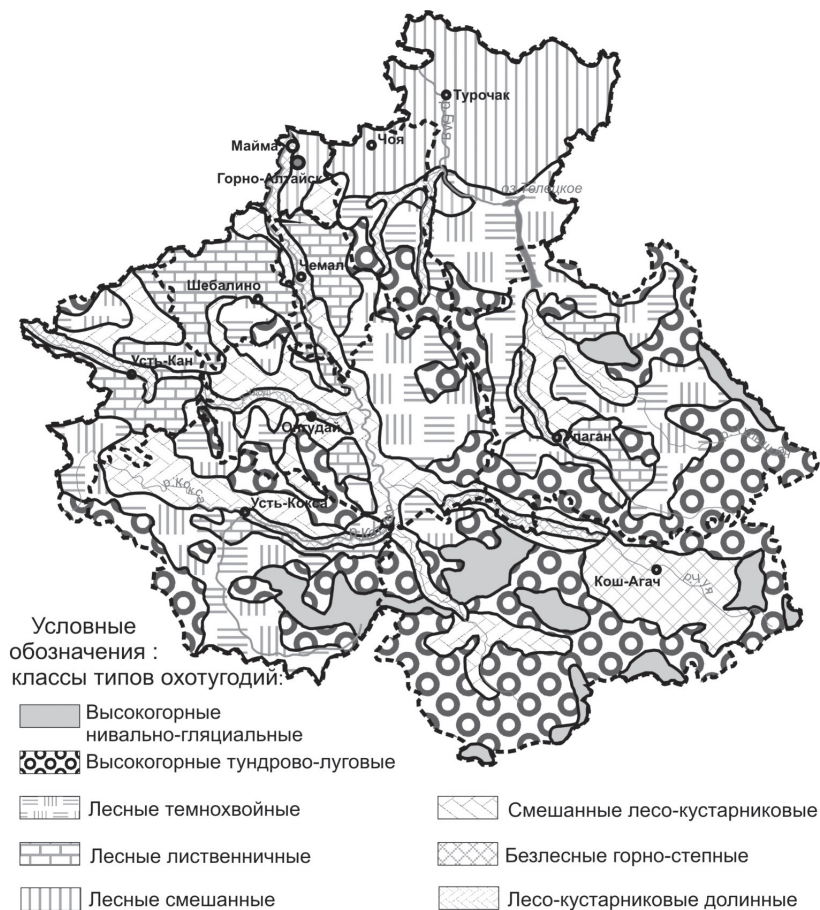 Турочак
р.Бия
Майма
Чоя
Горно-Алтайск
оз.Телецкое
Чемал
Шебалино
Усть-Кан
Онгудай
Улаган
р.Кокса
Усть-Кокса
р.Катунь
Кош-Агач
р.Чуя
Условные
обозначения :
классы типов охотугодий:
Высокогорные
нивально-гляциальные
Высокогорные тундрово-луговые
Лесные темнохвойные
Смешанные лесо-кустарниковые
Лесные лиственничные
Безлесные горно-степные
Лесные смешанные
Лесо-кустарниковые долинные